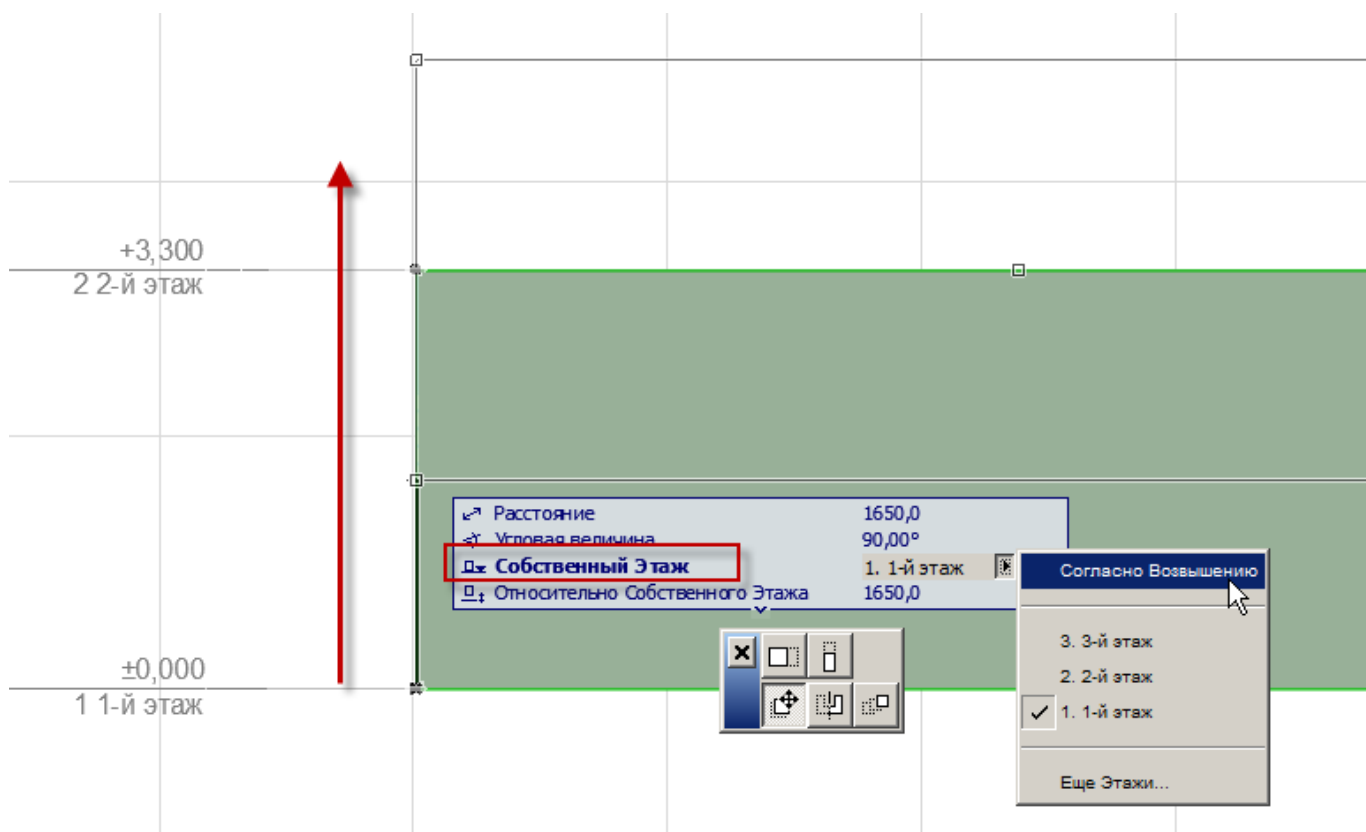 +3,300
2 2-й этаж
Расстояние 1650,0
Угловая величина 90,00°
Собственный Этаж 1. 1-й этаж
Относительно Собственного Этажа 1650,0
Согласно Возвышению
3. 3-й этаж
2. 2-й этаж
1. 1-й этаж
Еще Этажи...
±0,000
1 1-й этаж